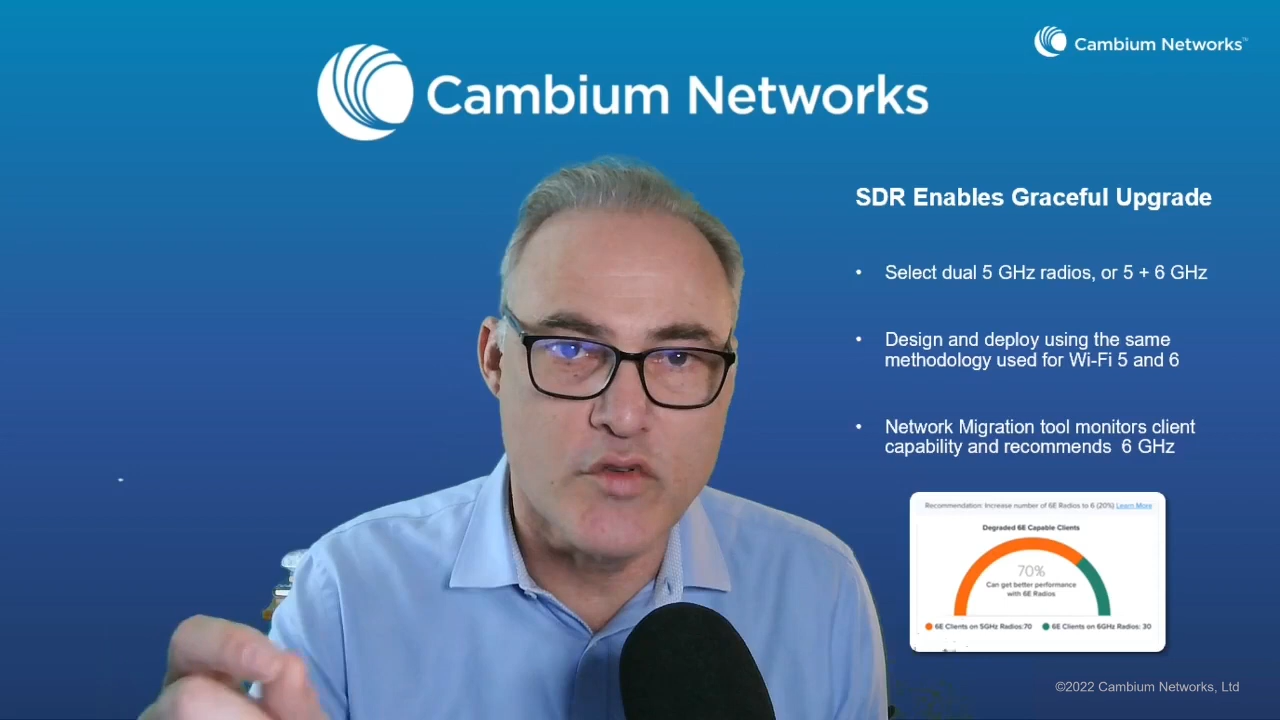 Cambium Networks™
Cambium Networks
SDR Enables Graceful Upgrade
• Select dual 5 GHz radios, or 5 + 6 GHz
• Design and deploy using the same
methodology used for Wi-Fi 5 and 6
• Network Migration tool monitors client
capability and recommends 6 GHz
Recommendation: Increase number of 6E Radios to 6 (20%) Learn More
Degraded 6E Capable Clients
70%
Can get better performance
with 6E Radios
6E Clients on 5GHz Radios:70 6E Clients on 6GHz Radios: 30
©2022 Cambium Networks, Ltd